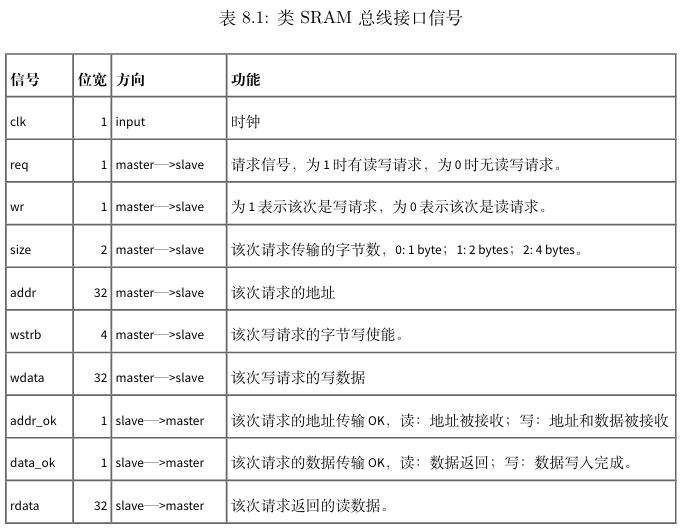 表 8.1: 类 SRAM 总线接口信号
信号 位宽 方向 功能
clk 1 input 时钟
req 1 master—>slave 请求信号，为 1 时有读写请求，为 0 时无读写请求。
wr 1 master—>slave 为 1 表示该次是写请求，为 0 表示该次是读请求。
size 2 master—>slave 该次请求传输的字节数，0: 1 byte；1: 2 bytes；2: 4 bytes。
addr 32 master—>slave 该次请求的地址
wstrb 4 master—>slave 该次写请求的字节写使能。
wdata 32 master—>slave 该次写请求的写数据
addr_ok 1 slave—>master 该次请求的地址传输 OK，读：地址被接收；写：地址和数据被接收
data_ok 1 slave—>master 该次请求的数据传输 OK，读：数据返回；写：数据写入完成。
rdata 32 slave—>master 该次请求返回的读数据。